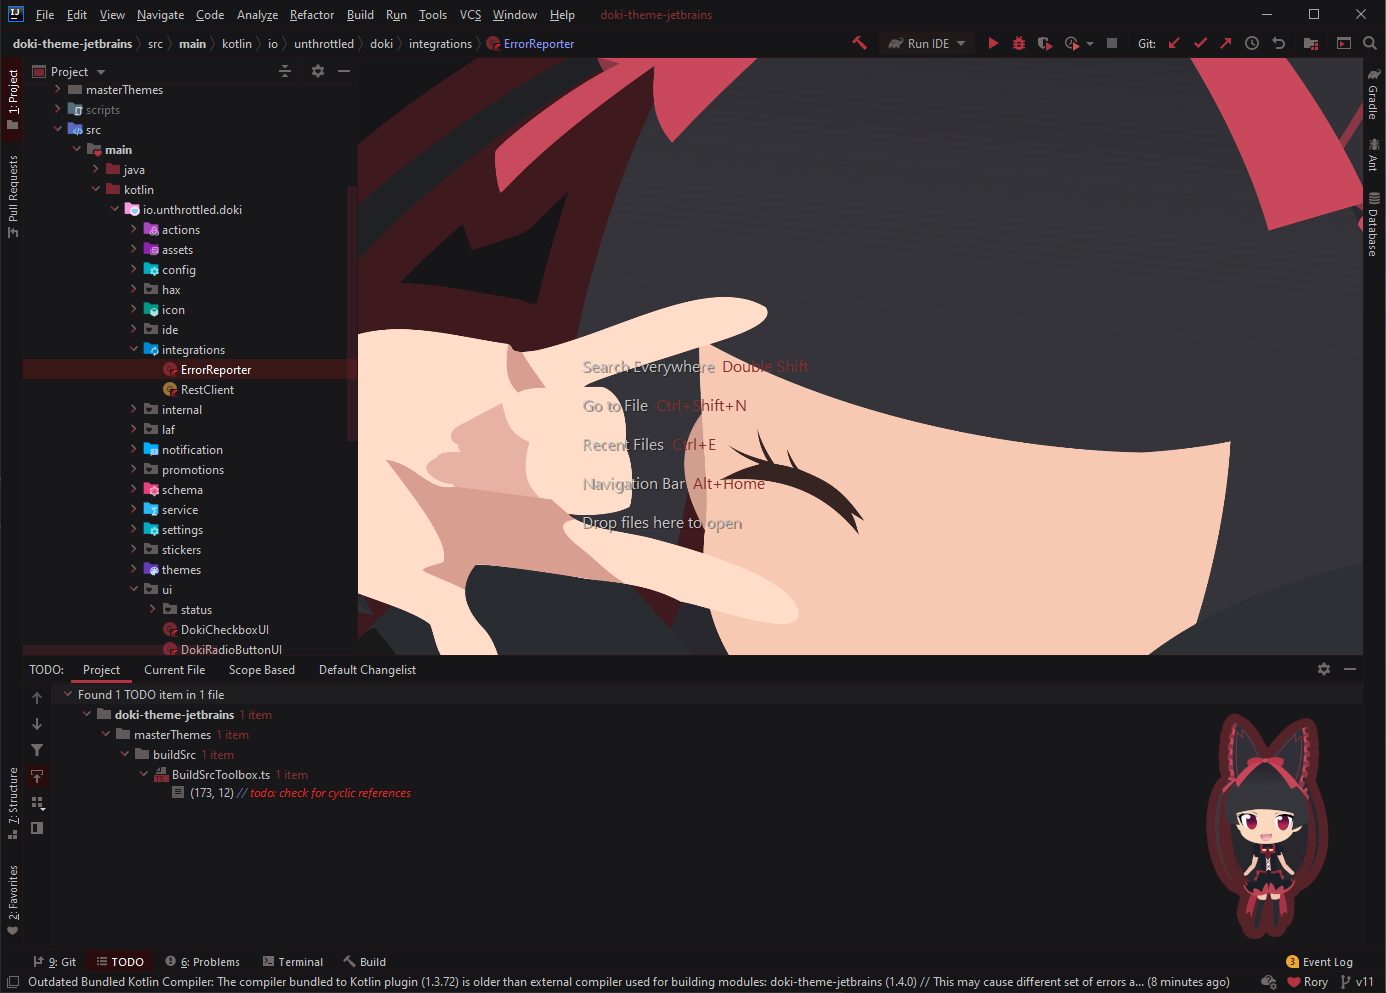 File Edit View Navigate Code Analyze Refactor Build Run Tools VCS Window Help doki-theme-jetbrains
doki-theme-jetbrains src main kotlin io unthrottled doki integrations ErrorReporter Run IDE Git:
1: Project
Pull Requests
7: Structure
2: Favorites
Project
masterThemes
scripts
src
main
java
kotlin
io.unthrottled.doki
actions
assets
config
hax
icon
ide
integrations
ErrorReporter
RestClient
internal
laf
notification
promotions
schema
service
settings
stickers
themes
ui
status
DokiCheckboxUI
DokiRadioButtonUI
Search Everywhere Double Shift
Go to File Ctrl+Shift+N
Recent Files Ctrl+E
Navigation Bar Alt+Home
Drop files here to open
Gradle
Ant
Database
TODO: Project Current File Scope Based Default Changelist
Found 1 TODO item in 1 file
doki-theme-jetbrains 1 item
masterThemes 1 item
buildSrc 1 item
BuildSrcToolbox.ts 1 item
(173, 12) // todo: check for cyclic references
9: Git TODO 6: Problems Terminal Build 3 Event Log
Outdated Bundled Kotlin Compiler: The compiler bundled to Kotlin plugin (1.3.72) is older than external compiler used for building modules: doki-theme-jetbrains (1.4.0) // This may cause different set of errors a... (8 minutes ago) Rory v11